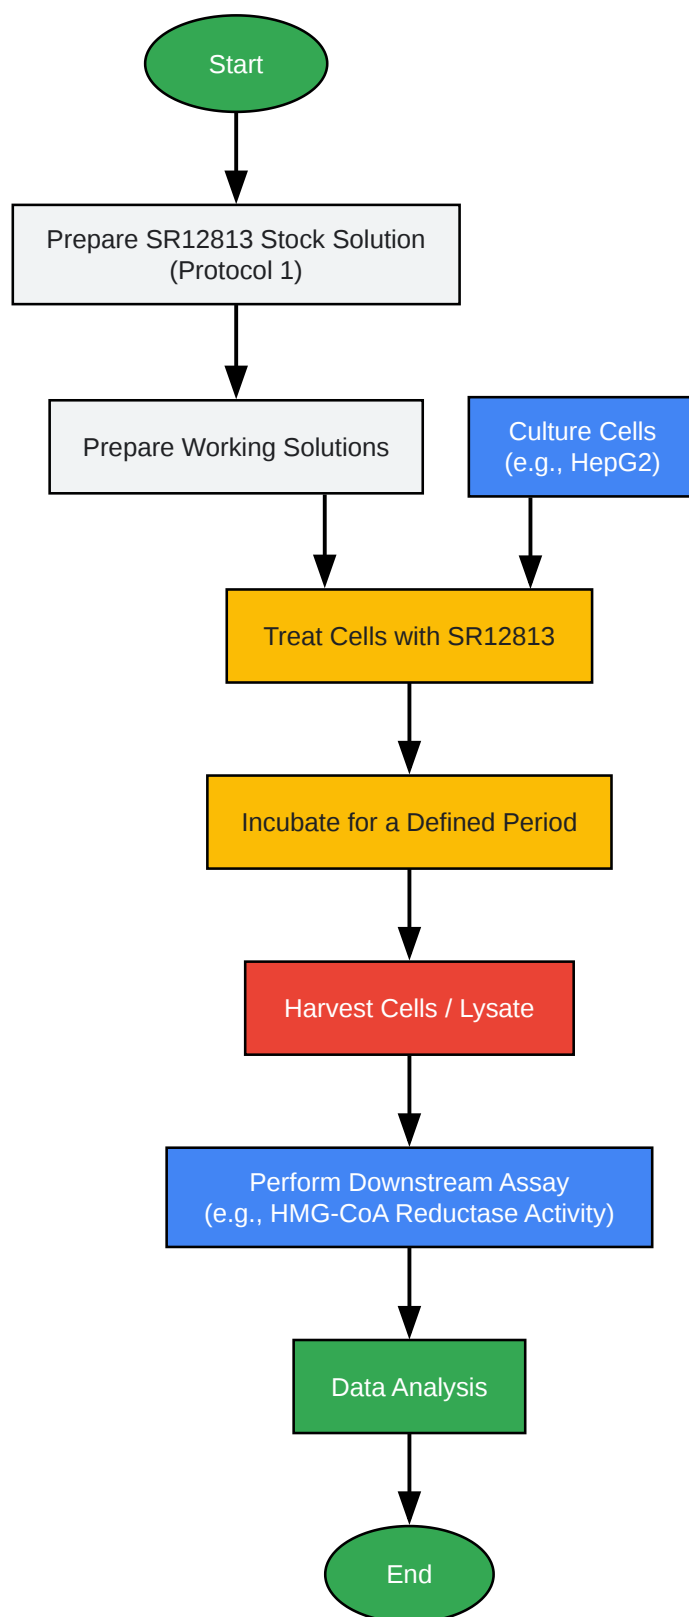 Start
Prepare SR12813 Stock Solution
(Protocol 1)
Prepare Working Solutions
Culture Cells
(e.g., HepG2)
Treat Cells with SR12813
Incubate for a Defined Period
Harvest Cells / Lysate
Perform Downstream Assay
(e.g., HMG-CoA Reductase Activity)
Data Analysis
End